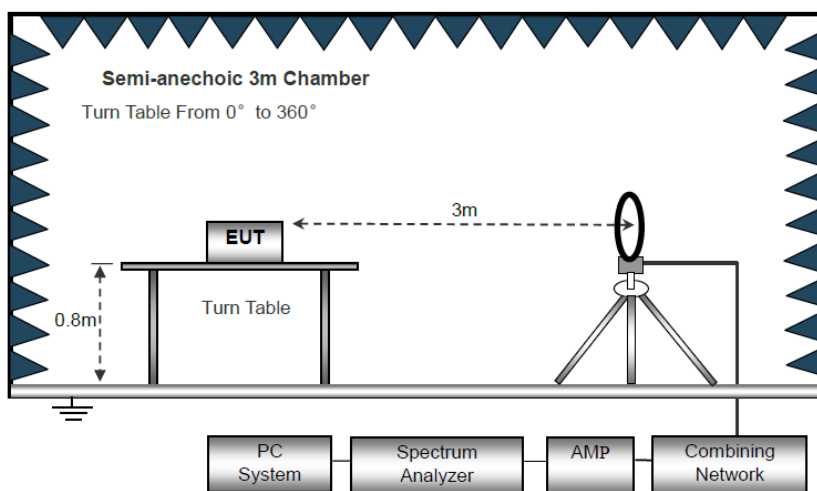 Semi-anechoic 3m Chamber
Turn Table From 0° to 360°
3m
EUT
0.8m
Turn Table
PC
System
Spectrum
Analyzer
AMP
Combining
Network